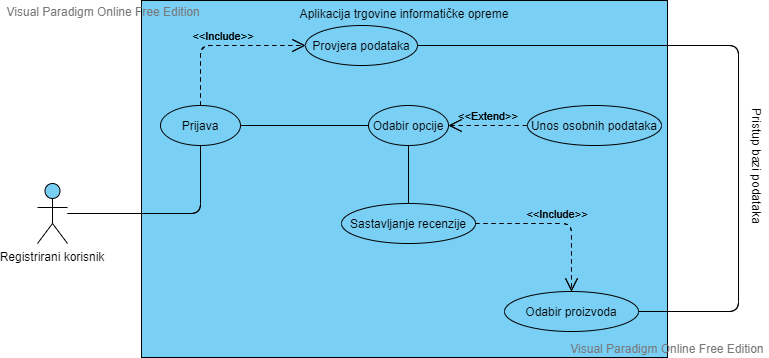 Visual Paradigm Online Free Edition
Aplikacija trgovine informatičke opreme
<<Include>>
Provjera podataka
Prijava
Odabir opcije
<<Extend>>
Unos osobnih podataka
Pristup bazi podataka
Sastavljanje recenzije
<<Include>>
Registrirani korisnik
Odabir proizvoda
Visual Paradigm Online Free Edition